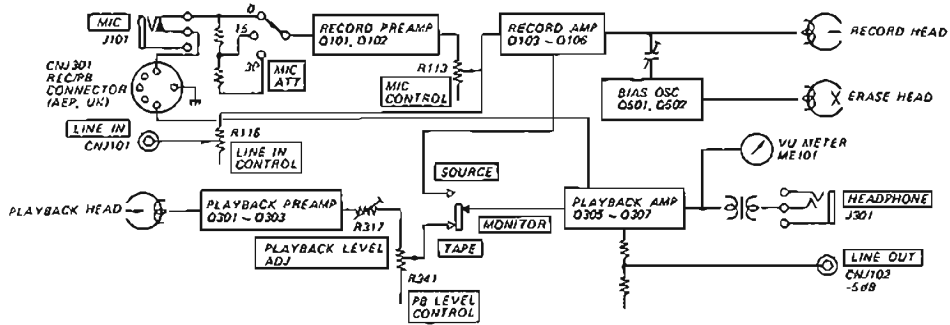 MIC
J101
0
15
30
MIC
ATT
RECORD PREAMP
Q101, Q102
R113
MIC
CONTROL
RECORD AMP
Q103 ~ Q106
RECORD HEAD
CNJ301
REC/PB
CONNECTOR
(AEP, UK)
BIAS OSC
Q501, Q502
ERASE HEAD
LINE IN
CNJ101
R116
LINE IN
CONTROL
VU METER
ME101
SOURCE
PLAYBACK HEAD
PLAYBACK PREAMP
Q301 ~ Q303
R317
PLAYBACK LEVEL
ADJ
R341
PB LEVEL
CONTROL
TAPE
MONITOR
PLAYBACK AMP
Q305 ~ Q307
HEADPHONE
J301
LINE OUT
CNJ102
-5dB